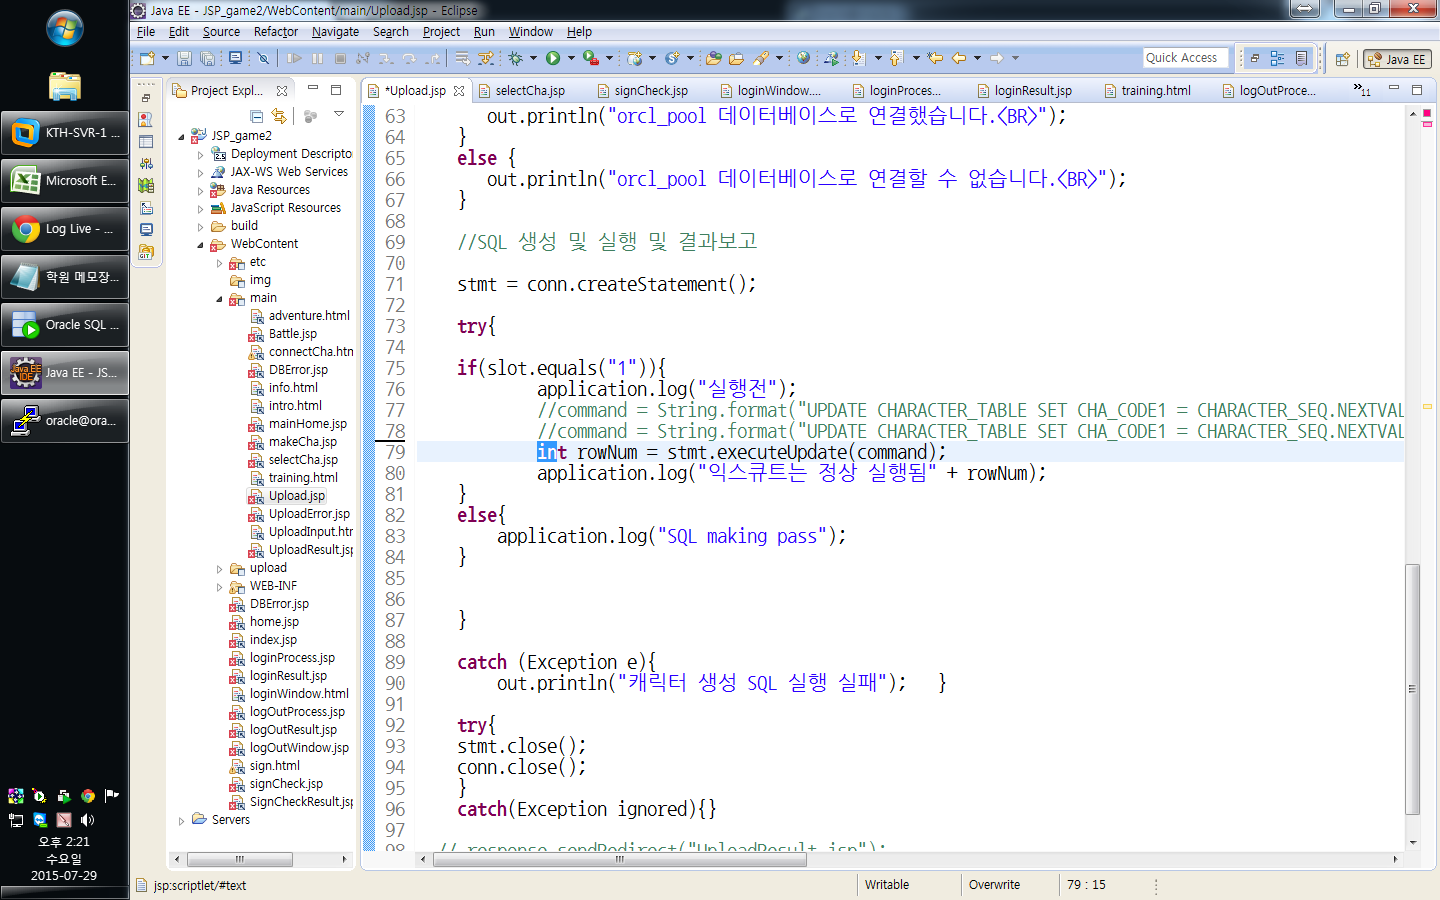 Java EE - JSP_game2/WebContent/main/Upload.jsp - Eclipse
File Edit Source Refactor Navigate Search Project Run Window Help
Quick Access
Java EE
Project Expl...
*Upload.jsp
selectCha.jsp
signCheck.jsp
loginWindow....
loginProces...
loginResult.jsp
training.html
logOutProce...
11
JSP_game2
Deployment Descripto
JAX-WS Web Services
Java Resources
JavaScript Resources
build
WebContent
etc
img
main
adventure.html
Battle.jsp
connectCha.htn
DBError.jsp
info.html
intro.html
mainHome.jsp
makeCha.jsp
selectCha.jsp
training.html
Upload.jsp
UploadError.jsp
UploadInput.htr
UploadResult.jsp
upload
WEB-INF
DBError.jsp
home.jsp
index.jsp
loginProcess.jsp
loginResult.jsp
loginWindow.html
logOutProcess.jsp
logOutResult.jsp
logOutWindow.jsp
sign.html
signCheck.jsp
SignCheckResult.jsp
Servers
63 out.println("orcl_pool 데이터베이스로 연결했습니다.<BR>");
64 }
65 else {
66 out.println("orcl_pool 데이터베이스로 연결할 수 없습니다.<BR>");
67 }
68
69 //SQL 생성 및 실행 및 결과보고
70
71 stmt = conn.createStatement();
72
73 try{
74
75 if(slot.equals("1")){
76 application.log("실행전");
77 //command = String.format("UPDATE CHARACTER_TABLE SET CHA_CODE1 = CHARACTER_SEQ.NEXTVAL
78 //command = String.format("UPDATE CHARACTER_TABLE SET CHA_CODE1 = CHARACTER_SEQ.NEXTVAL
79 int rowNum = stmt.executeUpdate(command);
80 application.log("익스큐트는 정상 실행됨" + rowNum);
81 }
82 else{
83 application.log("SQL making pass");
84 }
85
86
87 }
88
89 catch (Exception e){
90 out.println("캐릭터 생성 SQL 실행 실패"); }
91
92 try{
93 stmt.close();
94 conn.close();
95 }
96 catch(Exception ignored){}
97
98 // response.sendRedirect("UploadResult.jsp");
jsp:scriptlet/#text
Writable
Overwrite
79 : 15
KTH-SVR-1 ...
Microsoft E...
Log Live - ...
학원 메모장...
Oracle SQL ...
Java EE - JS...
oracle@ora...
오후 2:21
수요일
2015-07-29